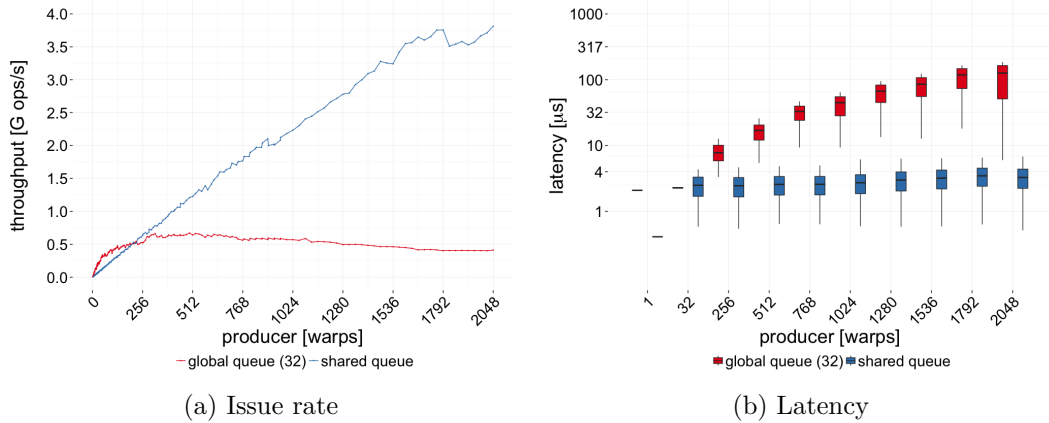 4.0
3.5
3.0
2.5
2.0
1.5
1.0
0.5
0.0
throughput [G ops/s]
0 256 512 768 1024 1280 1536 1792 2048
producer [warps]
global queue (32) shared queue
(a) Issue rate
1000
317
100
32
10
4
1
latency [µs]
1 32 256 512 768 1024 1280 1536 1792 2048
producer [warps]
global queue (32) shared queue
(b) Latency